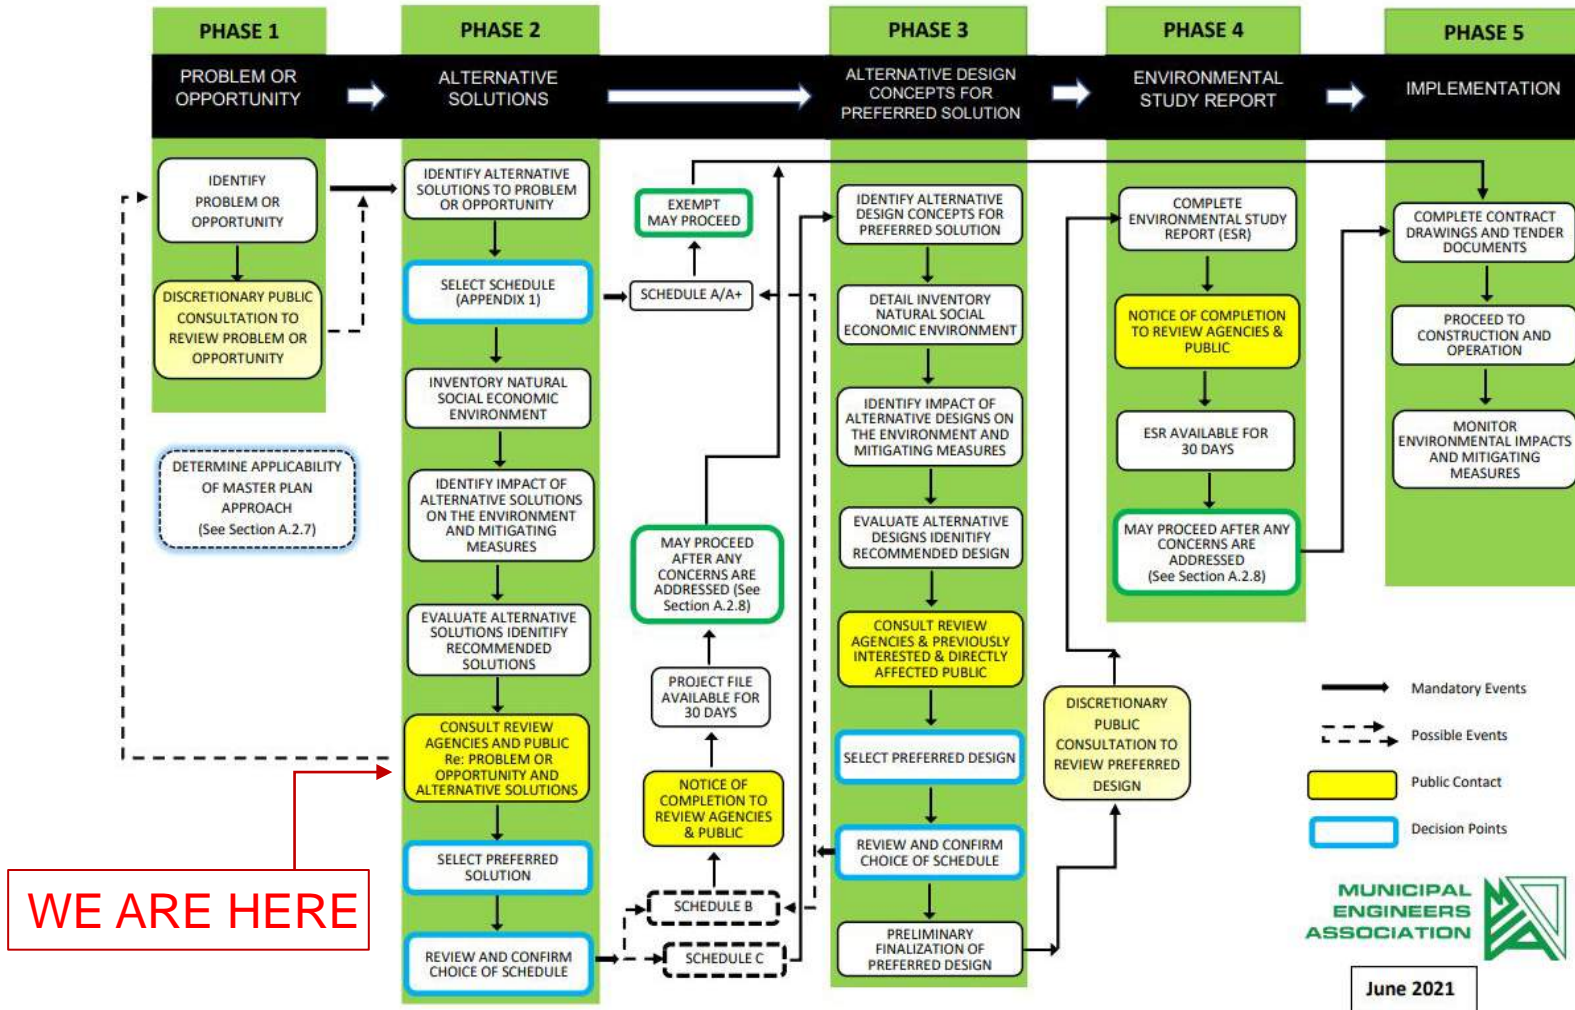 PHASE 1
PROBLEM OR
OPPORTUNITY
IDENTIFY
PROBLEM OR
OPPORTUNITY
DISCRETIONARY PUBLIC
CONSULTATION TO
REVIEW PROBLEM OR
OPPORTUNITY
DETERMINE APPLICABILITY
OF MASTER PLAN
APPROACH
(See Section A.2.7)
WE ARE HERE
PHASE 2
ALTERNATIVE
SOLUTIONS
IDENTIFY ALTERNATIVE
SOLUTIONS TO PROBLEM
OR OPPORTUNITY
SELECT SCHEDULE
(APPENDIX 1)
INVENTORY NATURAL
SOCIAL ECONOMIC
ENVIRONMENT
IDENTIFY IMPACT OF
ALTERNATIVE SOLUTIONS
ON THE ENVIRONMENT
AND MITIGATING
MEASURES
EVALUATE ALTERNATIVE
SOLUTIONS IDENITIFY
RECOMMENDED
SOLUTIONS
CONSULT REVIEW
AGENCIES AND PUBLIC
Re: PROBLEM OR
OPPORTUNITY AND
ALTERNATIVE SOLUTIONS
SELECT PREFERRED
SOLUTION
REVIEW AND CONFIRM
CHOICE OF SCHEDULE
EXEMPT
MAY PROCEED
SCHEDULE A/A+
MAY PROCEED
AFTER ANY
CONCERNS ARE
ADDRESSED (See
Section A.2.8)
PROJECT FILE
AVAILABLE FOR
30 DAYS
NOTICE OF
COMPLETION TO
REVIEW AGENCIES
& PUBLIC
SCHEDULE B
SCHEDULE C
PHASE 3
ALTERNATIVE DESIGN
CONCEPTS FOR
PREFERRED SOLUTION
IDENTIFY ALTERNATIVE
DESIGN CONCEPTS FOR
PREFERRED SOLUTION
DETAIL INVENTORY
NATURAL SOCIAL
ECONOMIC ENVIRONMENT
IDENTIFY IMPACT OF
ALTERNATIVE DESIGNS ON
THE ENVIRONMENT AND
MITIGATING MEASURES
EVALUATE ALTERNATIVE
DESIGNS IDENITIFY
RECOMMENDED DESIGN
CONSULT REVIEW
AGENCIES & PREVIOUSLY
INTERESTED & DIRECTLY
AFFECTED PUBLIC
SELECT PREFERRED DESIGN
REVIEW AND CONFIRM
CHOICE OF SCHEDULE
PRELIMINARY
FINALIZATION OF
PREFERRED DESIGN
PHASE 4
ENVIRONMENTAL
STUDY REPORT
COMPLETE
ENVIRONMENTAL STUDY
REPORT (ESR)
NOTICE OF COMPLETION
TO REVIEW AGENCIES &
PUBLIC
ESR AVAILABLE FOR
30 DAYS
MAY PROCEED AFTER ANY
CONCERNS ARE
ADDRESSED
(See Section A.2.8)
DISCRETIONARY
PUBLIC
CONSULTATION TO
REVIEW PREFERRED
DESIGN
PHASE 5
IMPLEMENTATION
COMPLETE CONTRACT
DRAWINGS AND TENDER
DOCUMENTS
PROCEED TO
CONSTRUCTION AND
OPERATION
MONITOR
ENVIRONMENTAL IMPACTS
AND MITIGATING
MEASURES
Mandatory Events
Possible Events
Public Contact
Decision Points
MUNICIPAL
ENGINEERS
ASSOCIATION
June 2021